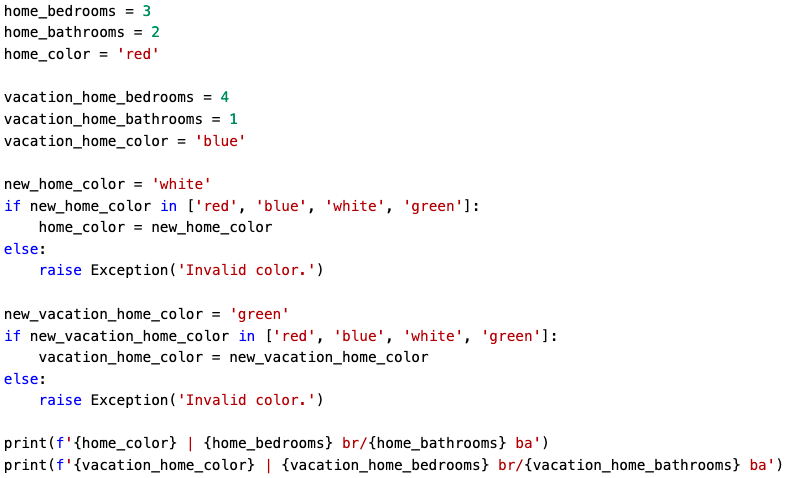 home_bedrooms = 3
home_bathrooms = 2
home_color = 'red'

vacation_home_bedrooms = 4
vacation_home_bathrooms = 1
vacation_home_color = 'blue'

new_home_color = 'white'
if new_home_color in ['red', 'blue', 'white', 'green']:
    home_color = new_home_color
else:
    raise Exception('Invalid color.')

new_vacation_home_color = 'green'
if new_vacation_home_color in ['red', 'blue', 'white', 'green']:
    vacation_home_color = new_vacation_home_color
else:
    raise Exception('Invalid color.')

print(f'{home_color} | {home_bedrooms} br/{home_bathrooms} ba')
print(f'{vacation_home_color} | {vacation_home_bedrooms} br/{vacation_home_bathrooms} ba')